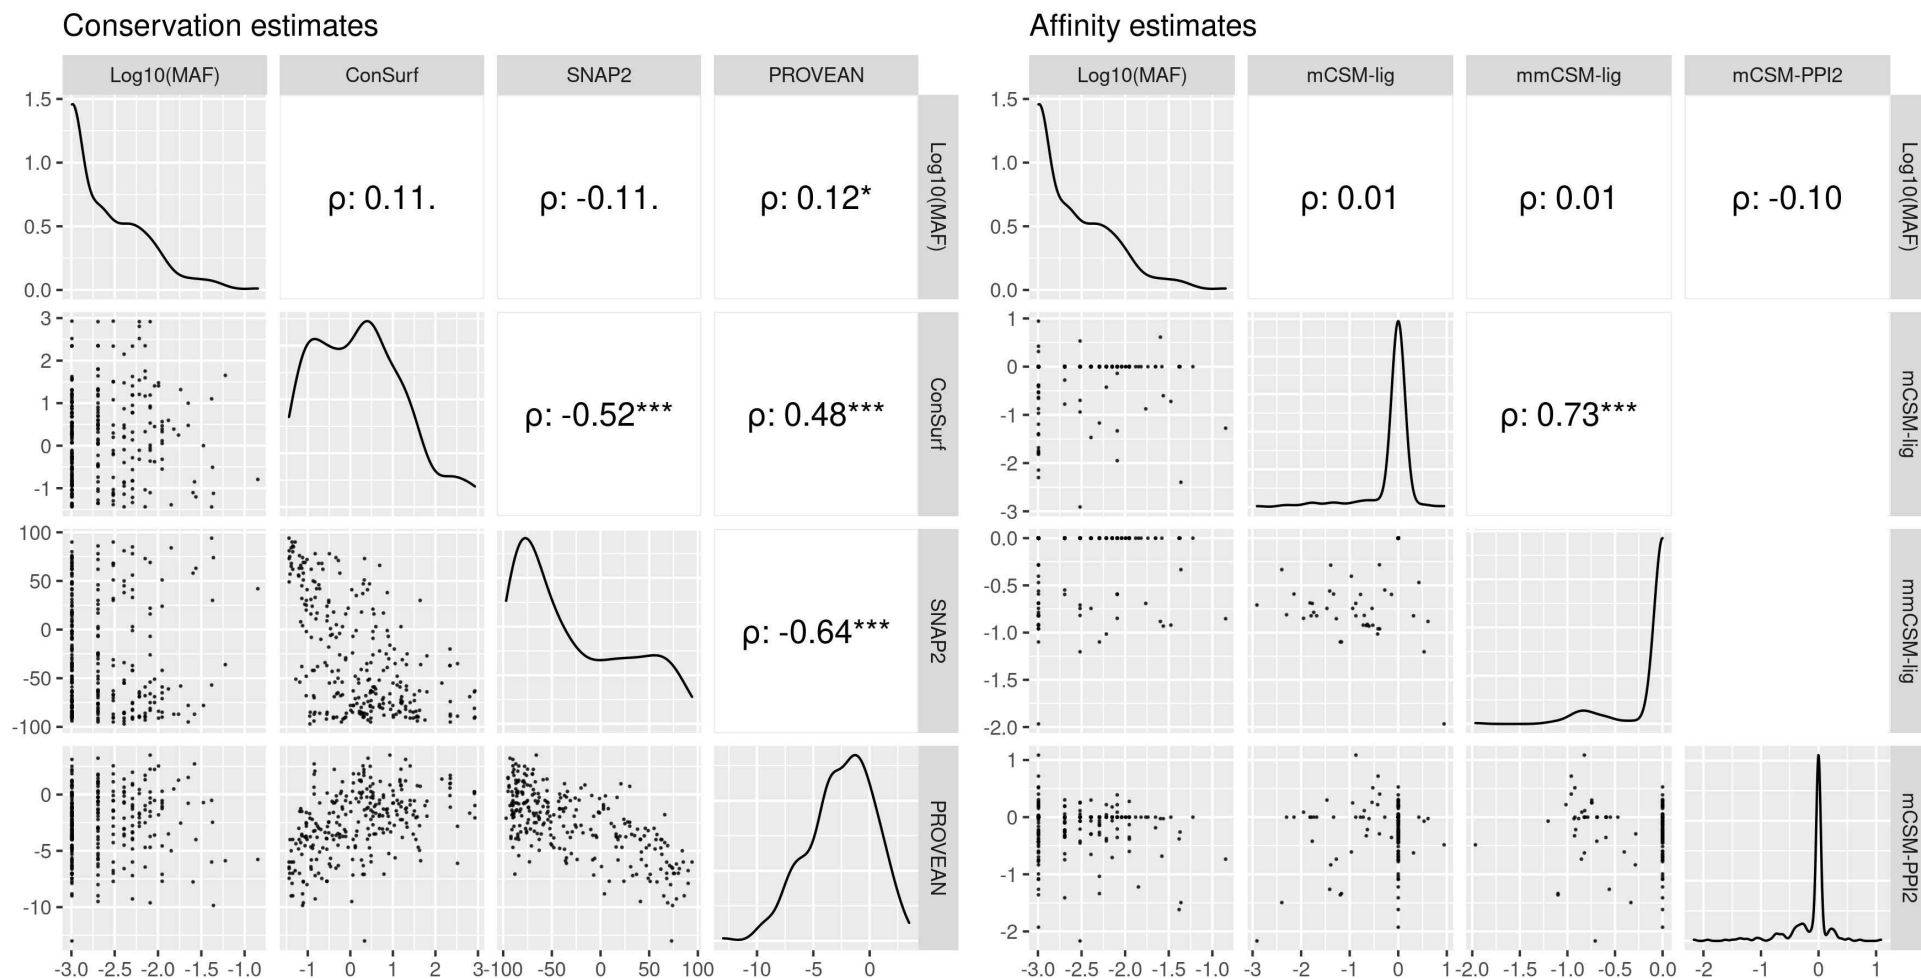 Conservation estimates
Affinity estimates
Log10(MAF) ConSurf SNAP2 PROVEAN
Log10(MAF) mCSM-lig mmCSM-lig mCSM-PPI2
1.5
1.0
0.5
0.0
ρ: 0.11.
ρ: -0.11.
ρ: 0.12*
Log10(MAF)
1.5
1.0
0.5
0.0
ρ: 0.01
ρ: 0.01
ρ: -0.10
Log10(MAF)
3
2
1
0
-1
ρ: -0.52***
ρ: 0.48***
ConSurf
1
0
-1
-2
-3
ρ: 0.73***
mCSM-lig
100
50
0
-50
-100
ρ: -0.64***
SNAP2
0.0
-0.5
-1.0
-1.5
-2.0
mmCSM-lig
0
-5
-10
PROVEAN
1
0
-1
-2
mCSM-PPI2
-3.0 -2.5 -2.0 -1.5 -1.0
-1 0 1 2 3
-100 -50 0 50 100
-10 -5 0
-3.0 -2.5 -2.0 -1.5 -1.0
-3 -2 -1 0 1
-2.0 -1.5 -1.0 -0.5 0.0
-2 -1 0 1